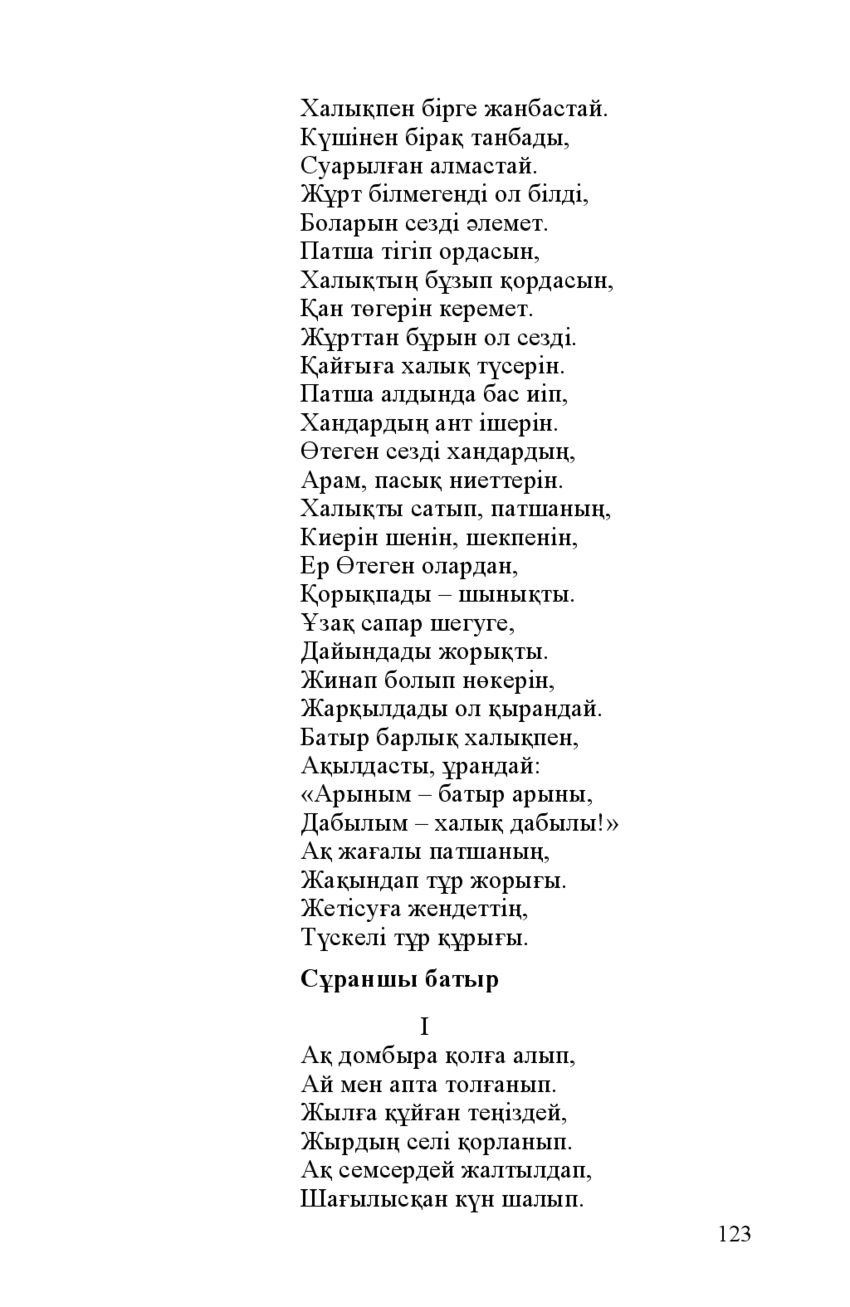 Халықпен бірге жанбастай.
Күшінен бірақ танбады,
Суарылған алмастай.
Жұрт білмегенді ол білді,
Боларын сезді әлемет.
Патша тігіп ордасын,
Халықтың бұзып қордасын,
Қан төгерін керемет.
Жұрттан бұрын ол сезді.
Қайғыға халық түсерін.
Патша алдында бас иіп,
Хандардың ант ішерін.
Өтеген сезді хандардың,
Арам, пасық ниеттерін.
Халықты сатып, патшаның,
Киерін шенін, шекпенін,
Ер Өтеген олардан,
Қорықпады – шынықты.
Ұзақ сапар шегуге,
Дайындады жорықты.
Жинап болып нөкерін,
Жарқылдады ол қырандай.
Батыр барлық халықпен,
Ақылдасты, ұрандай:
«Арыным – батыр арыны,
Дабылым – халық дабылы!»
Ақ жағалы патшаның,
Жақындап тұр жорығы.
Жетісуға жендеттің,
Түскелі тұр құрығы.
Сұраншы батыр
I
Ақ домбыра қолға алып,
Ай мен апта толғанып.
Жылға құйған теңіздей,
Жырдың селі қорланып.
Ақ семсердей жалтылдап,
Шағылысқан күн шалып.
123